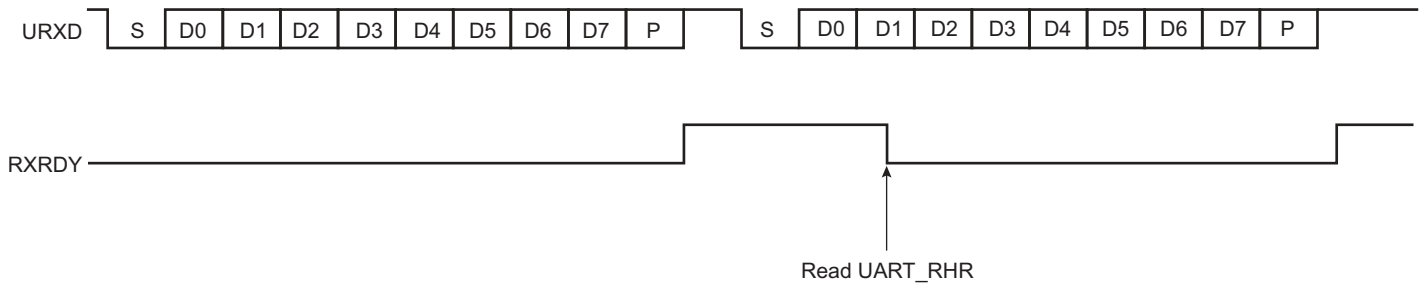 URXD S D0 D1 D2 D3 D4 D5 D6 D7 P S D0 D1 D2 D3 D4 D5 D6 D7 P
RXRDY
Read UART_RHR